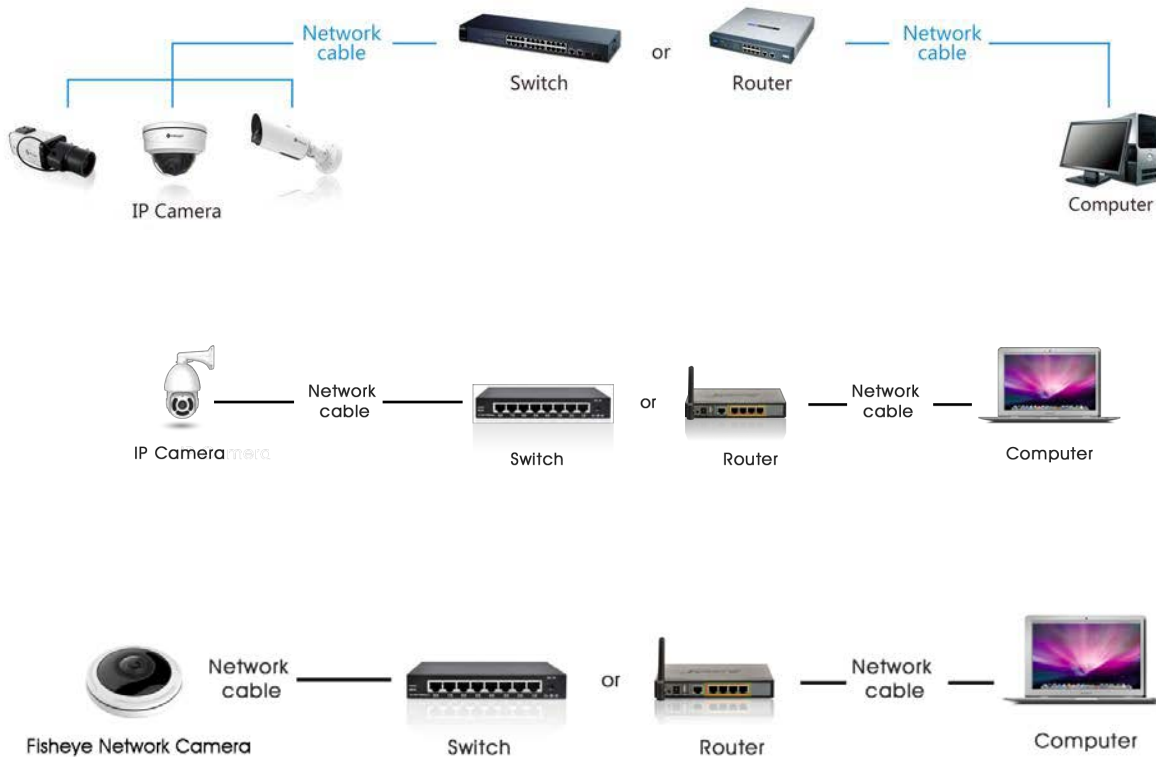 Network
cable
Switch
or
Router
Network
cable
IP Camera
Computer
IP Camera
Network
cable
Switch
or
Router
Network
cable
Computer
Fisheye Network Camera
Network
cable
Switch
or
Router
Network
cable
Computer